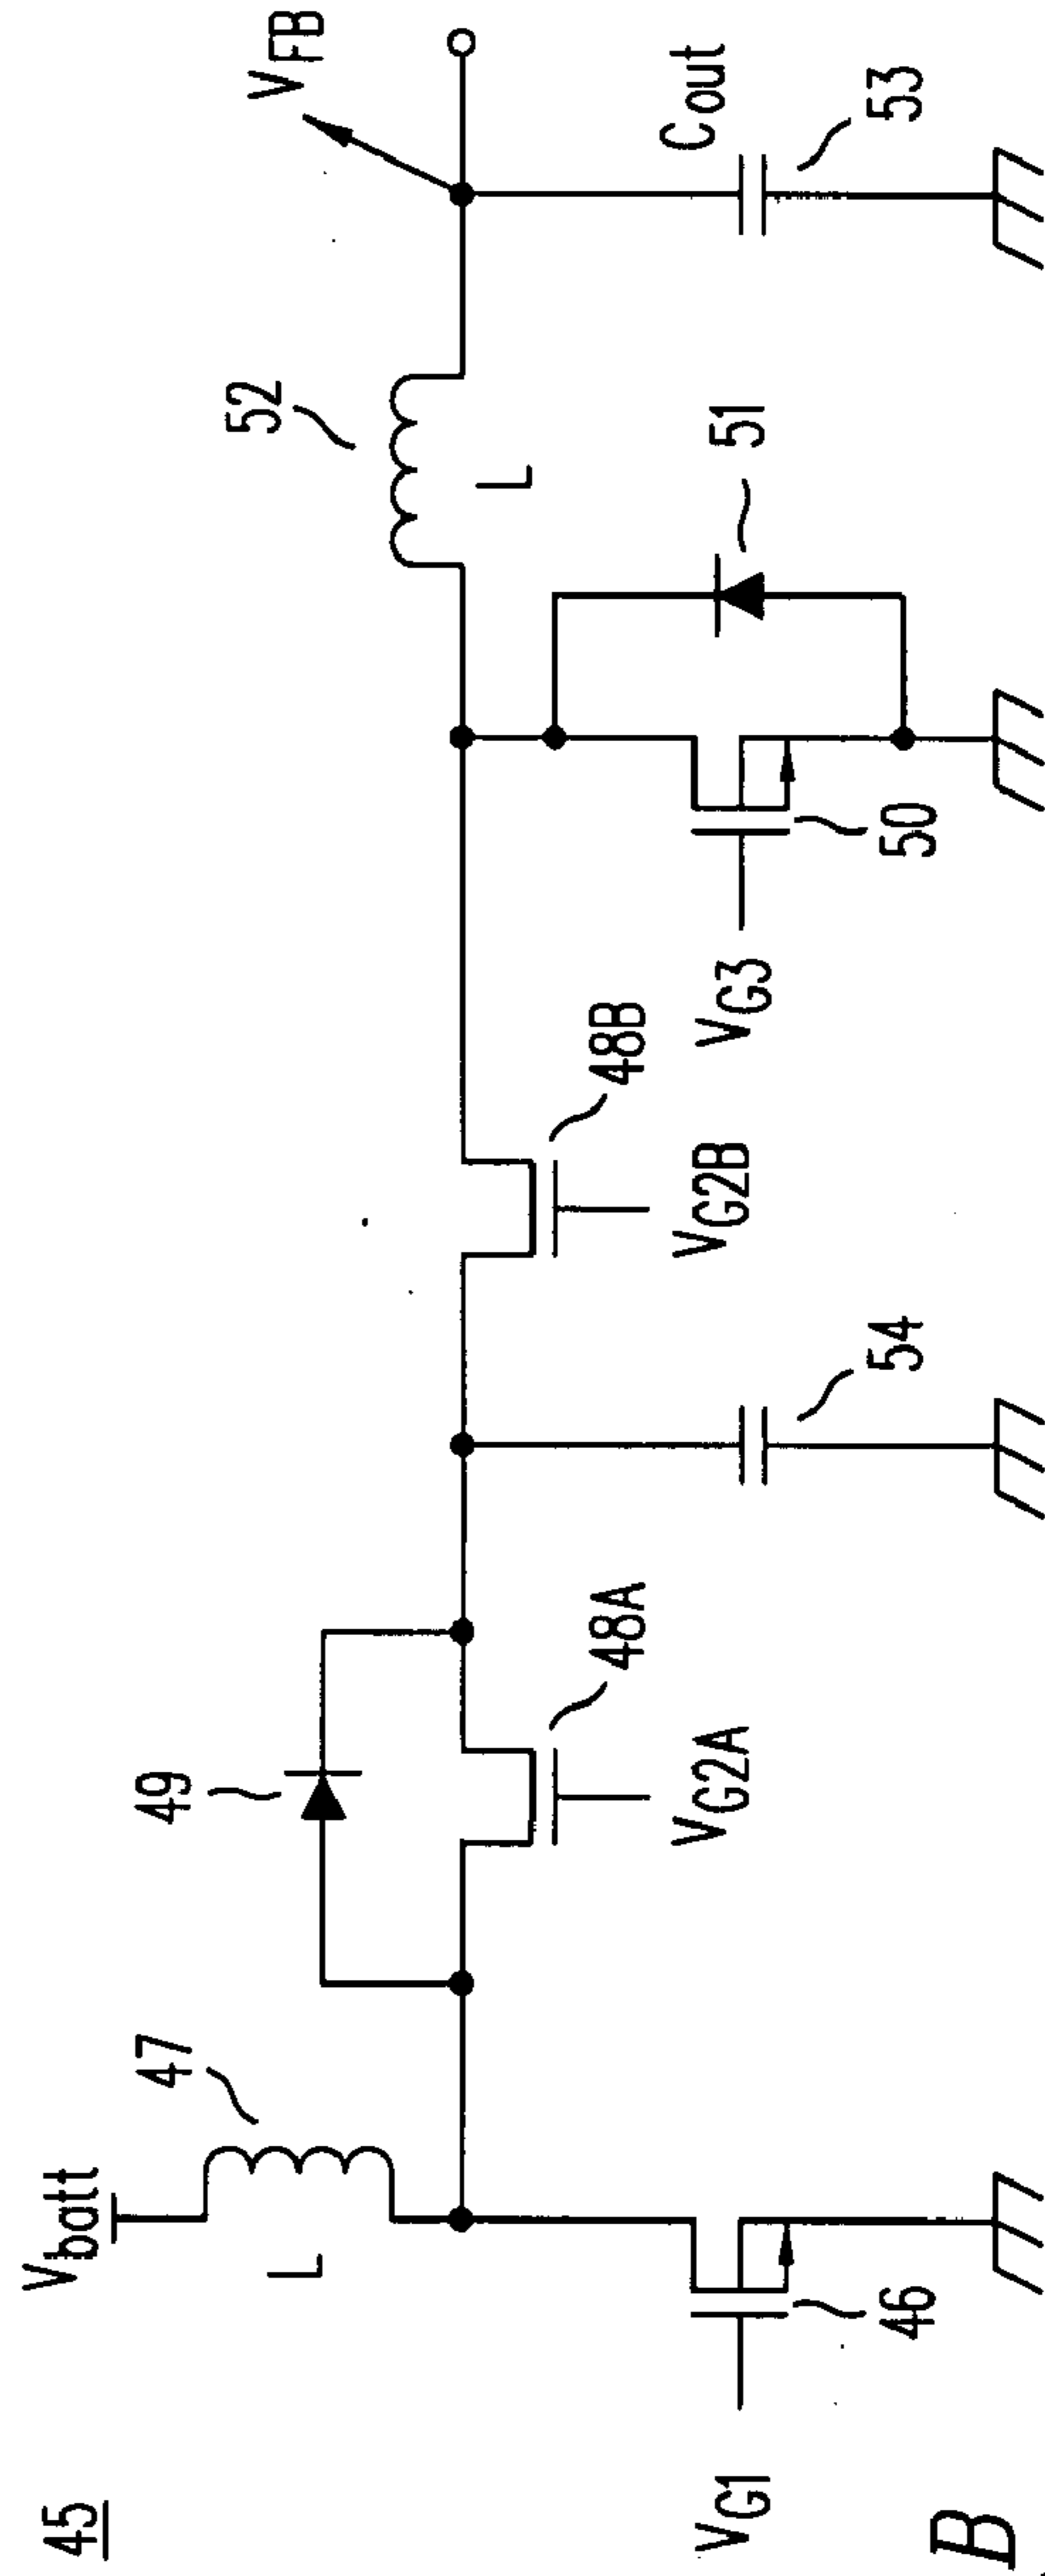 45
V_batt
L
47
V_G1
46
49
V_G2A
48A
54
V_G2B
48B
V_G3
50
51
L
52
V_FB
C_out
53
B